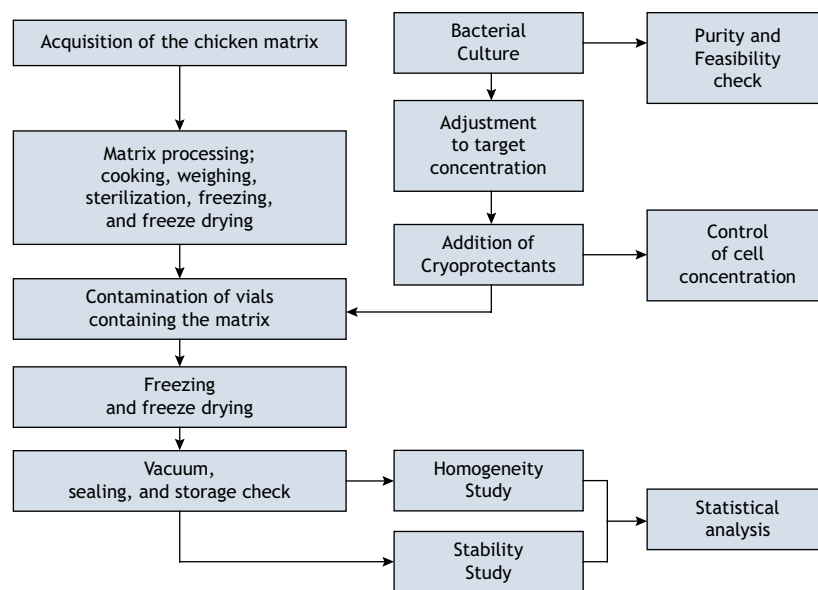 Acquisition of the chicken matrix
Bacterial
Culture
Purity and
Feasibility
check
Matrix processing;
cooking, weighing,
sterilization, freezing,
and freeze drying
Adjustment
to target
concentration
Addition of
Cryoprotectants
Control
of cell
concentration
Contamination of vials
containing the matrix
Freezing
and freeze drying
Vacuum,
sealing, and storage check
Homogeneity
Study
Stability
Study
Statistical
analysis